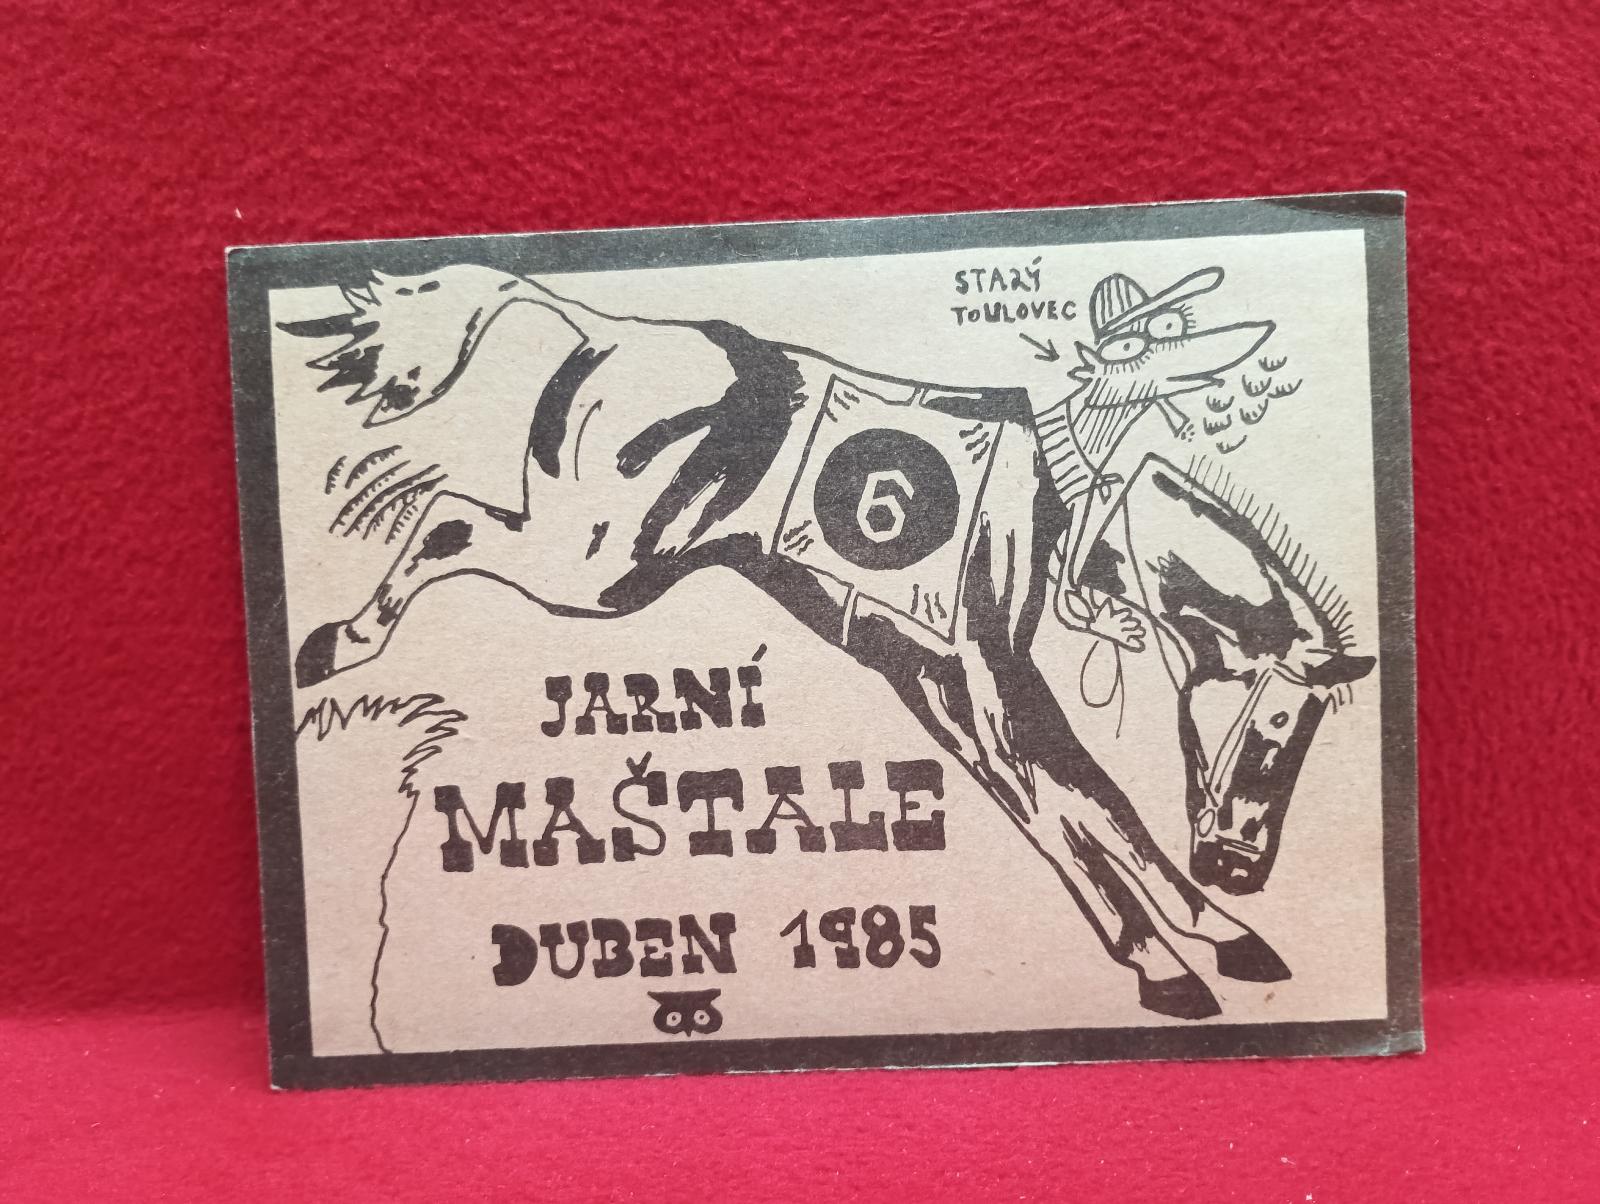 STARÝ
TOULOVEC
6
JARNÍ
MAŠTALE
DUBEN 1985